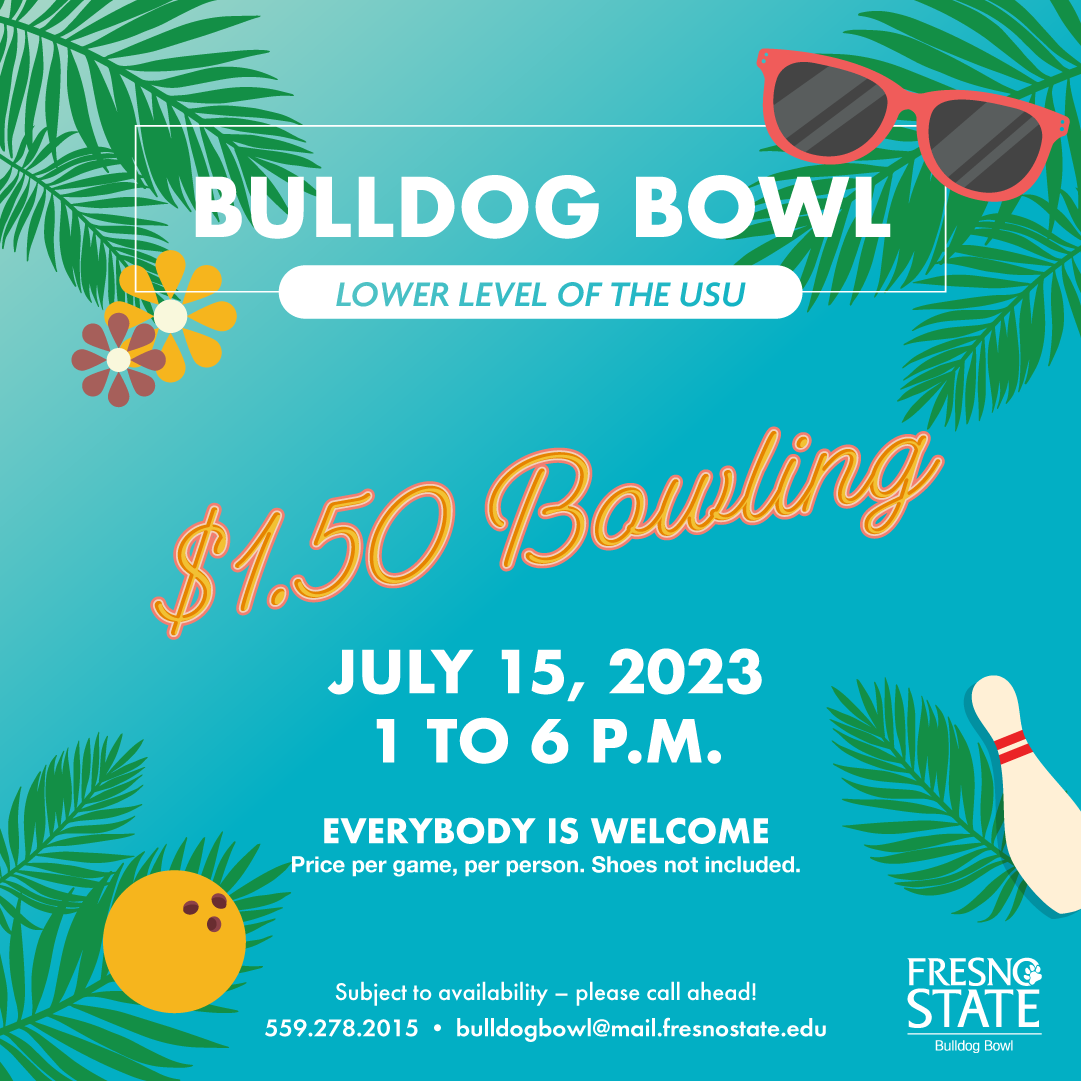 BULLDOG BOWL
LOWER LEVEL OF THE USU
$1.50 Bowling
JULY 15, 2023
1 TO 6 P.M.
EVERYBODY IS WELCOME
Price per game, per person. Shoes not included.
Subject to availability – please call ahead!
559.278.2015 • bulldogbowl@mail.fresnostate.edu
FRESNO
STATE
Bulldog Bowl